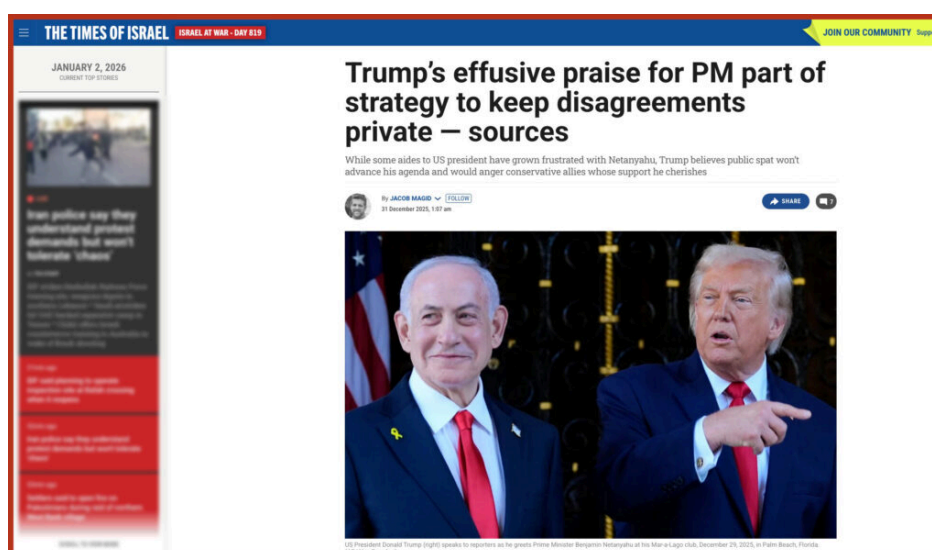 THE TIMES OF ISRAEL
ISRAEL AT WAR - DAY 819
JOIN OUR COMMUNITY
JANUARY 2, 2026
CURRENT TOP STORIES
Iran police say they
understand protest
demands but won't
tolerate 'chaos'
Trump's effusive praise for PM part of
strategy to keep disagreements
private — sources
While some aides to US president have grown frustrated with Netanyahu, Trump believes public spat won't
advance his agenda and would anger conservative allies whose support he cherishes
By JACOB MAGID FOLLOW
31 December 2025, 1:07 am
SHARE
7
US President Donald Trump (right) speaks to reporters as he greets Prime Minister Benjamin Netanyahu at his Mar-a-Lago club, December 29, 2025, in Palm Beach, Florida.